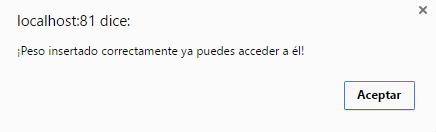 localhost:81 dice:
¡Peso insertado correctamente ya puedes acceder a él!
Aceptar